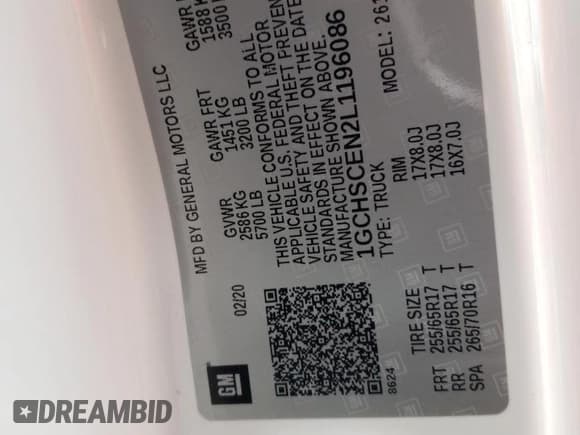 MFD BY GENERAL MOTORS LLC
02/20
GVWR GAWR FRT GAWR
2586 KG 1451 KG 1588
5700 LB 3200 LB 3500
THIS VEHICLE CONFORMS TO ALL
APPLICABLE U.S. FEDERAL MOTOR
VEHICLE SAFETY AND THEFT PREVEN
STANDARDS IN EFFECT ON THE DATE
MANUFACTURE SHOWN ABOVE.
1GCHSCEN2L1196086
TYPE: TRUCK MODEL: 2
8624
TIRE SIZE RIM
FRT 255/65R17 T 17X8.0J
RR 255/65R17 T 17X8.0J
SPA 265/70R16 T 16X7.0J
GM
DREAMBID